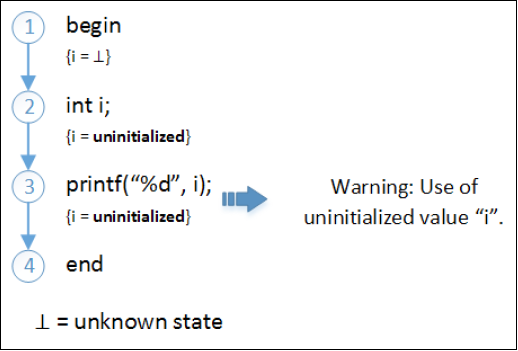 1 begin
{i = ⊥}
2 int i;
{i = uninitialized}
3 printf(“%d”, i);
{i = uninitialized}
Warning: Use of
uninitialized value “i”.
4 end
⊥ = unknown state